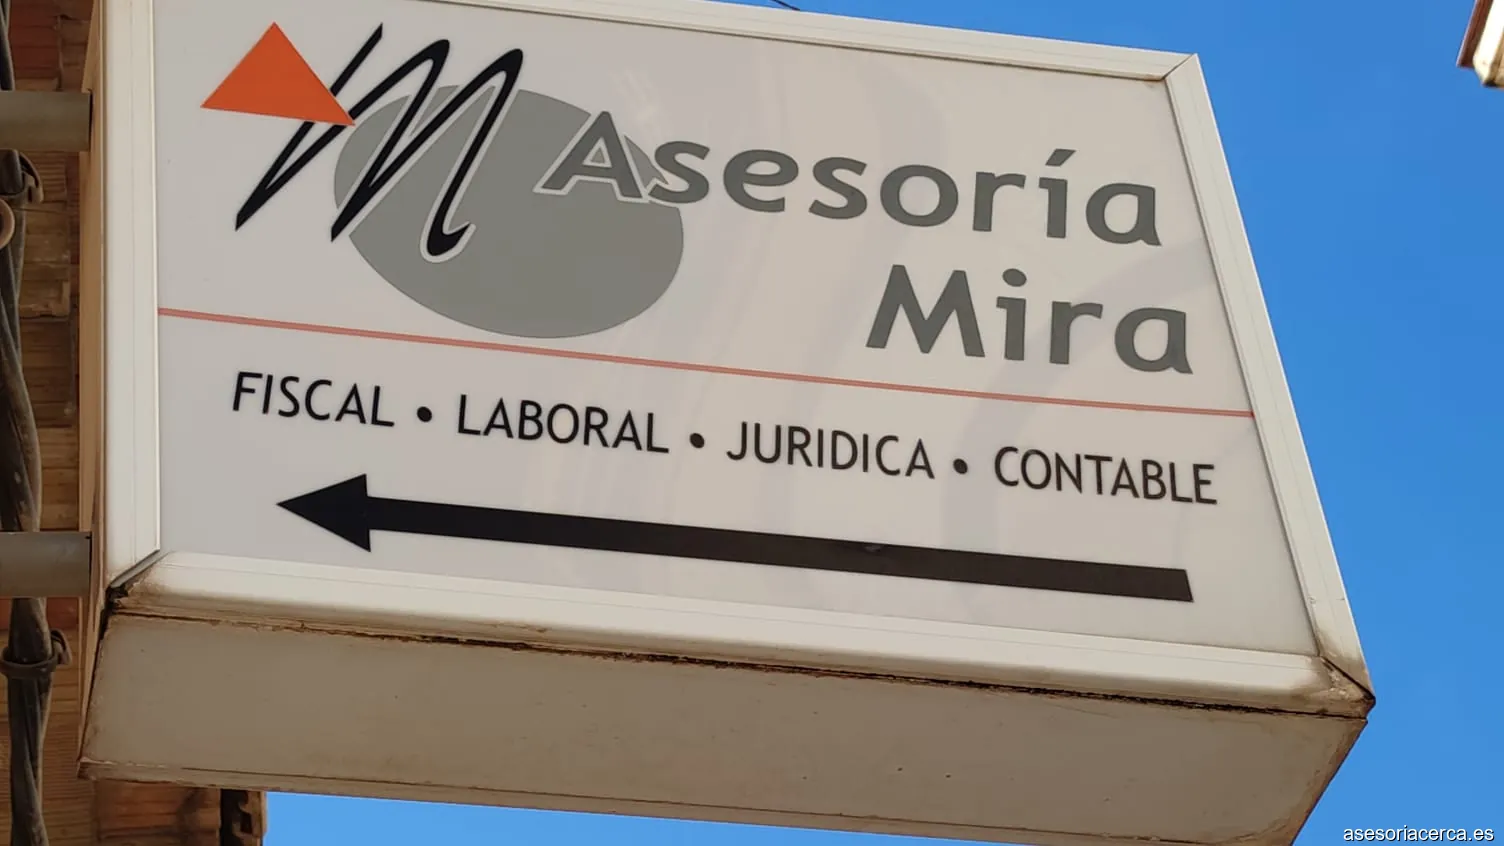 m Asesoría
Mira
FISCAL • LABORAL • JURIDICA • CONTABLE
asesoriacerca.es